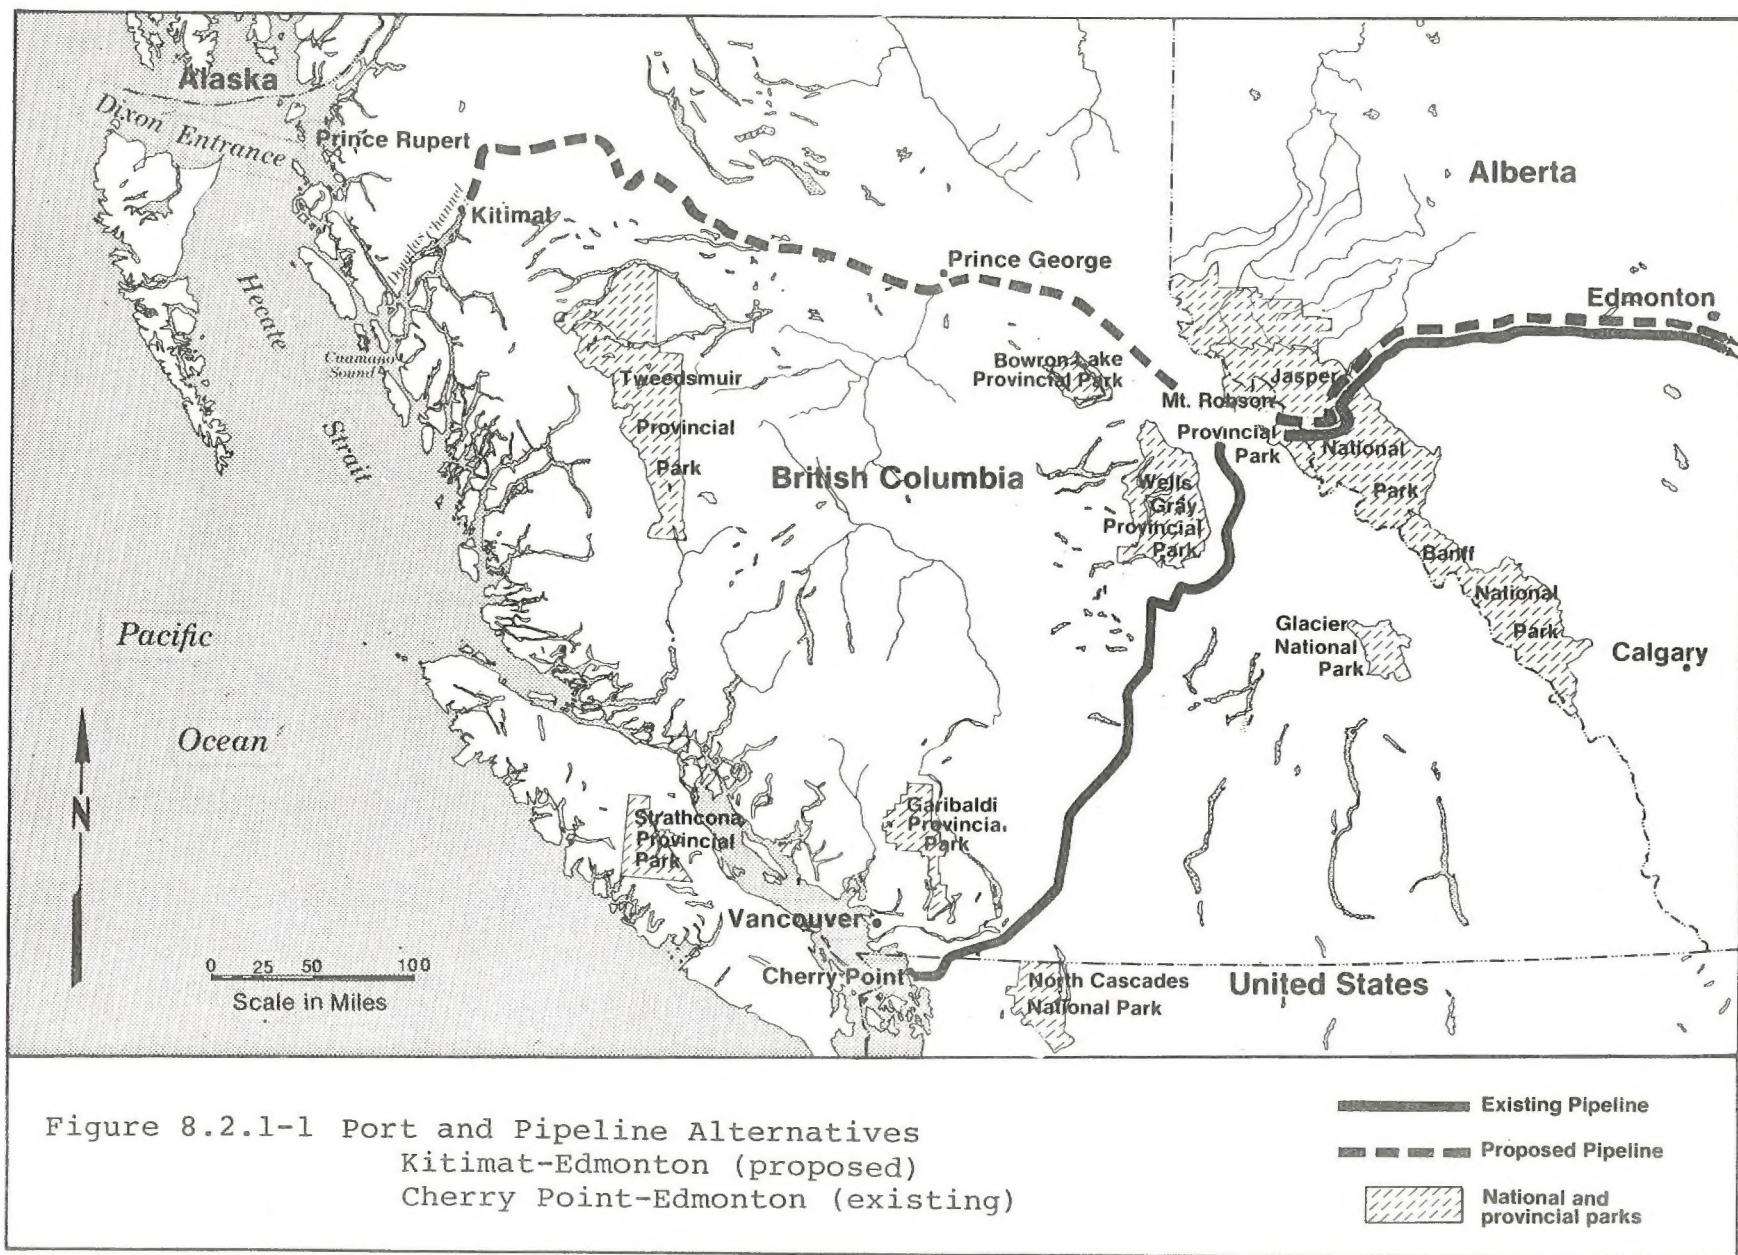 Alaska
Dixon Entrance
Prince Rupert
Kitimat
Douglas Channel
Hecate
Strait
Prince George
Alberta
Edmonton
Bowron Lake
Provincial Park
Tweedsmuir
Provincial
Park
Mt. Robson
Provincial
Park
Jasper
National
Park
British Columbia
Wells
Gray
Provincial
Park
Banff
National
Park
Glacier
National
Park
Calgary
Pacific
Ocean
N
Strathcona
Provincial
Park
Garibaldi
Provincia.
Park
Vancouver
Cherry Point
North Cascades
National Park
United States
0 25 50 100
Scale in Miles
Figure 8.2.1-1 Port and Pipeline Alternatives
Kitimat-Edmonton (proposed)
Cherry Point-Edmonton (existing)
Existing Pipeline
Proposed Pipeline
National and
provincial parks
Sound